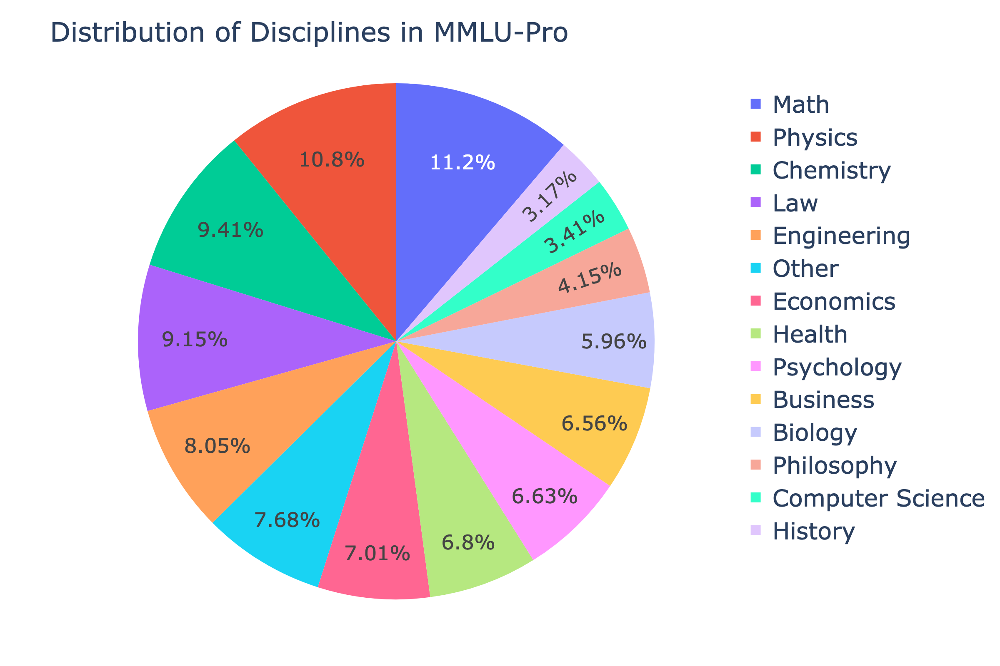 Distribution of Disciplines in MMLU-Pro
11.2%
10.8%
9.41%
9.15%
8.05%
7.68%
7.01%
6.8%
6.63%
6.56%
5.96%
4.15%
3.41%
3.17%
Math
Physics
Chemistry
Law
Engineering
Other
Economics
Health
Psychology
Business
Biology
Philosophy
Computer Science
History